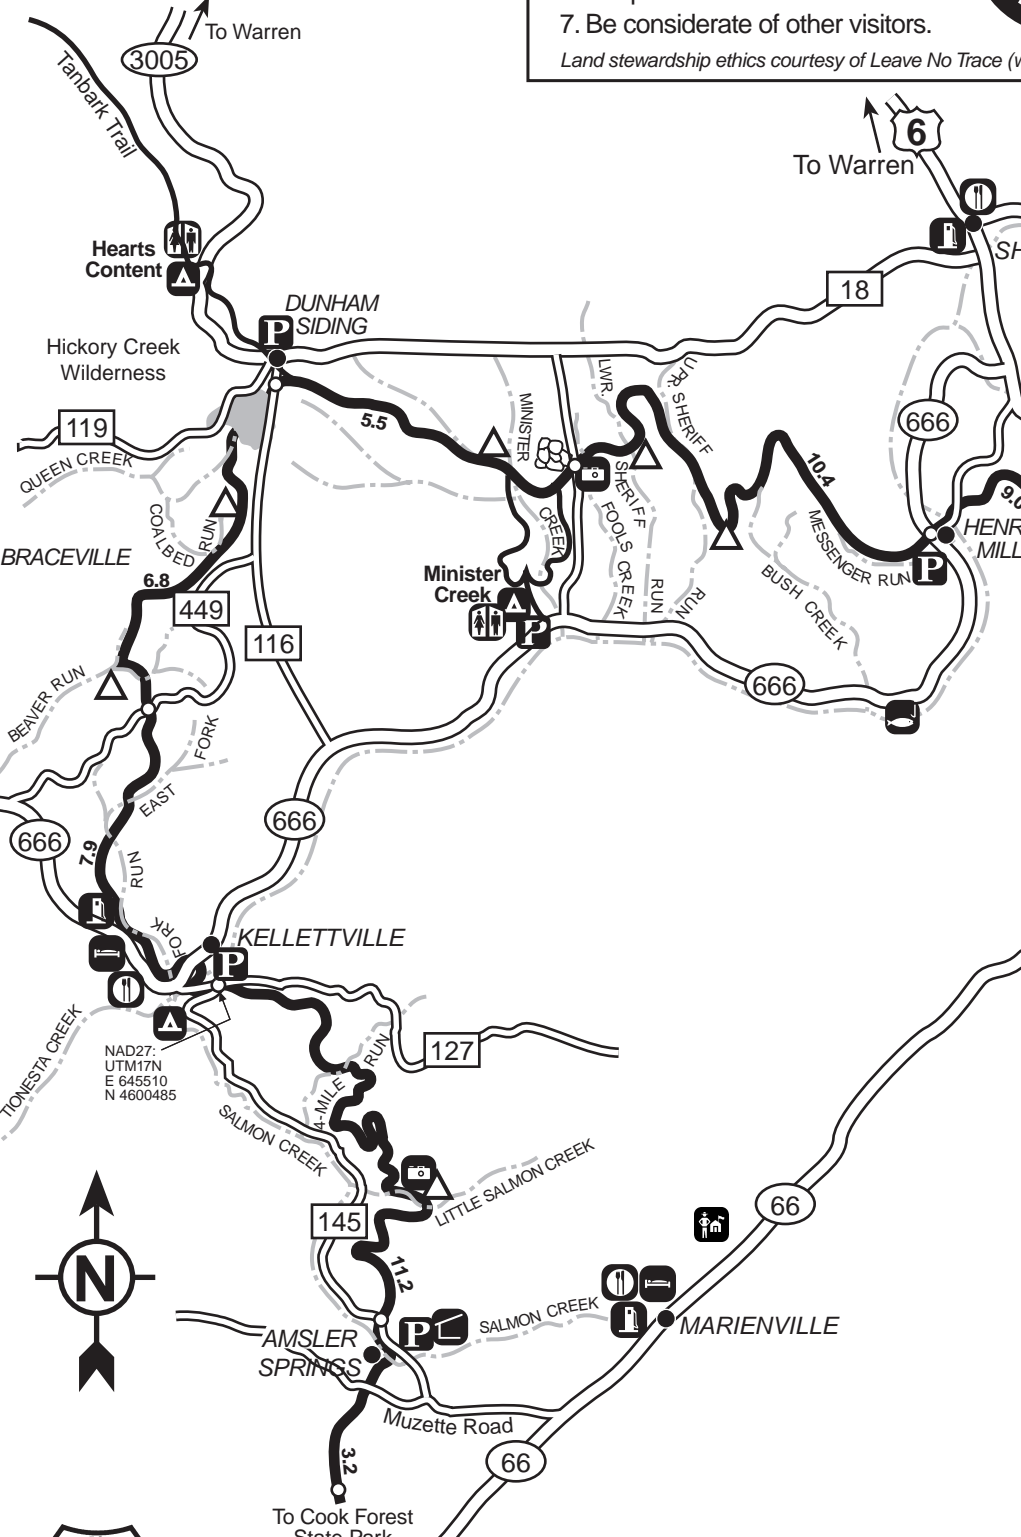 7. Be considerate of other visitors.
Land stewardship ethics courtesy of Leave No Trace
To Warren
3005
Tanbark Trail
6
To Warren
Hearts
Content
18
DUNHAM
SIDING
P
Hickory Creek
Wilderness
119
QUEEN CREEK
5.5
MINISTER
CREEK
LWR.
SHERIFF
RUN
UPR. SHERIFF
RUN
666
10.4
9.0
MESSENGER RUN
P
BUSH CREEK
FOOLS CREEK
COALBED
RUN
BRACEVILLE
6.8
449
116
Minister
Creek
P
666
BEAVER RUN
EAST
FORK
RUN
FORK
666
666
7.9
KELLETTVILLE
P
TIONESTA CREEK
NAD27:
UTM17N
E 645510
N 4600485
127
4-MILE
RUN
SALMON CREEK
LITTLE SALMON CREEK
145
66
N
11.2
P
SALMON CREEK
MARIENVILLE
AMSLER
SPRINGS
Muzette Road
3.2
66
To Cook Forest
State Park